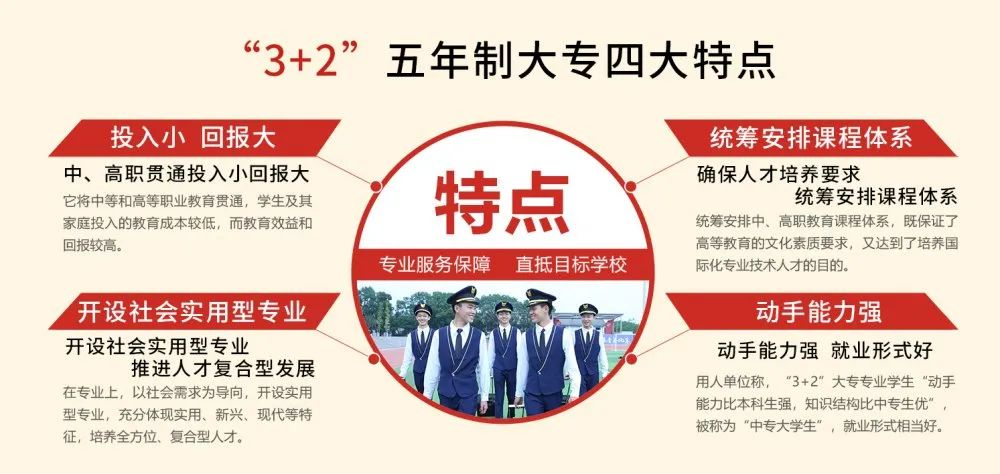 “3+2”五年制大专四大特点
投入小 回报大
中、高职贯通投入小回报大
它将中等和高等职业教育贯通，学生及其
家庭投入的教育成本较低，而教育效益和
回报较高。
统筹安排课程体系
确保人才培养要求
统筹安排课程体系
统筹安排中、高职教育课程体系，既保证了
高等教育的文化素质要求，又达到了培养国
际化专业技术人才的目的。
特点
专业服务保障 直抵目标学校
开设社会实用型专业
开设社会实用型专业
推进人才复合型发展
在专业上，以社会需求为导向，开设实用
型专业，充分体现实用、新兴、现代等特
征，培养全方位、复合型人才。
动手能力强
动手能力强 就业形式好
用人单位称，“3+2”大专专业学生“动手
能力比本科生强，知识结构比中专生优”，
被称为“中专大学生”，就业形式相当好。